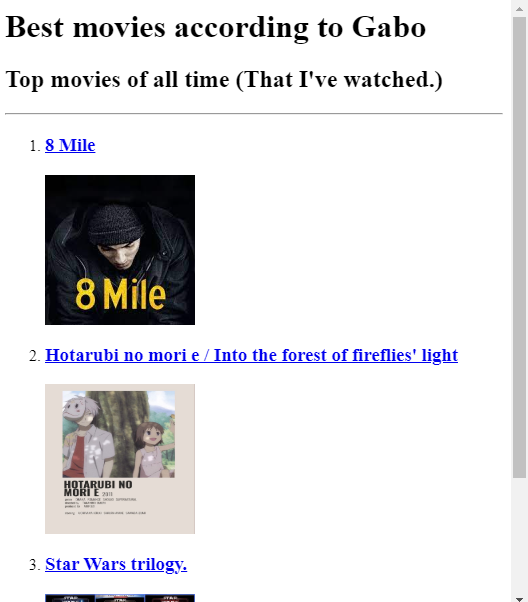 Best movies according to Gabo
Top movies of all time (That I've watched.)
1. 8 Mile
8 Mile
2. Hotarubi no mori e / Into the forest of fireflies' light
HOTARUBI NO
MORI E 2011
3. Star Wars trilogy.